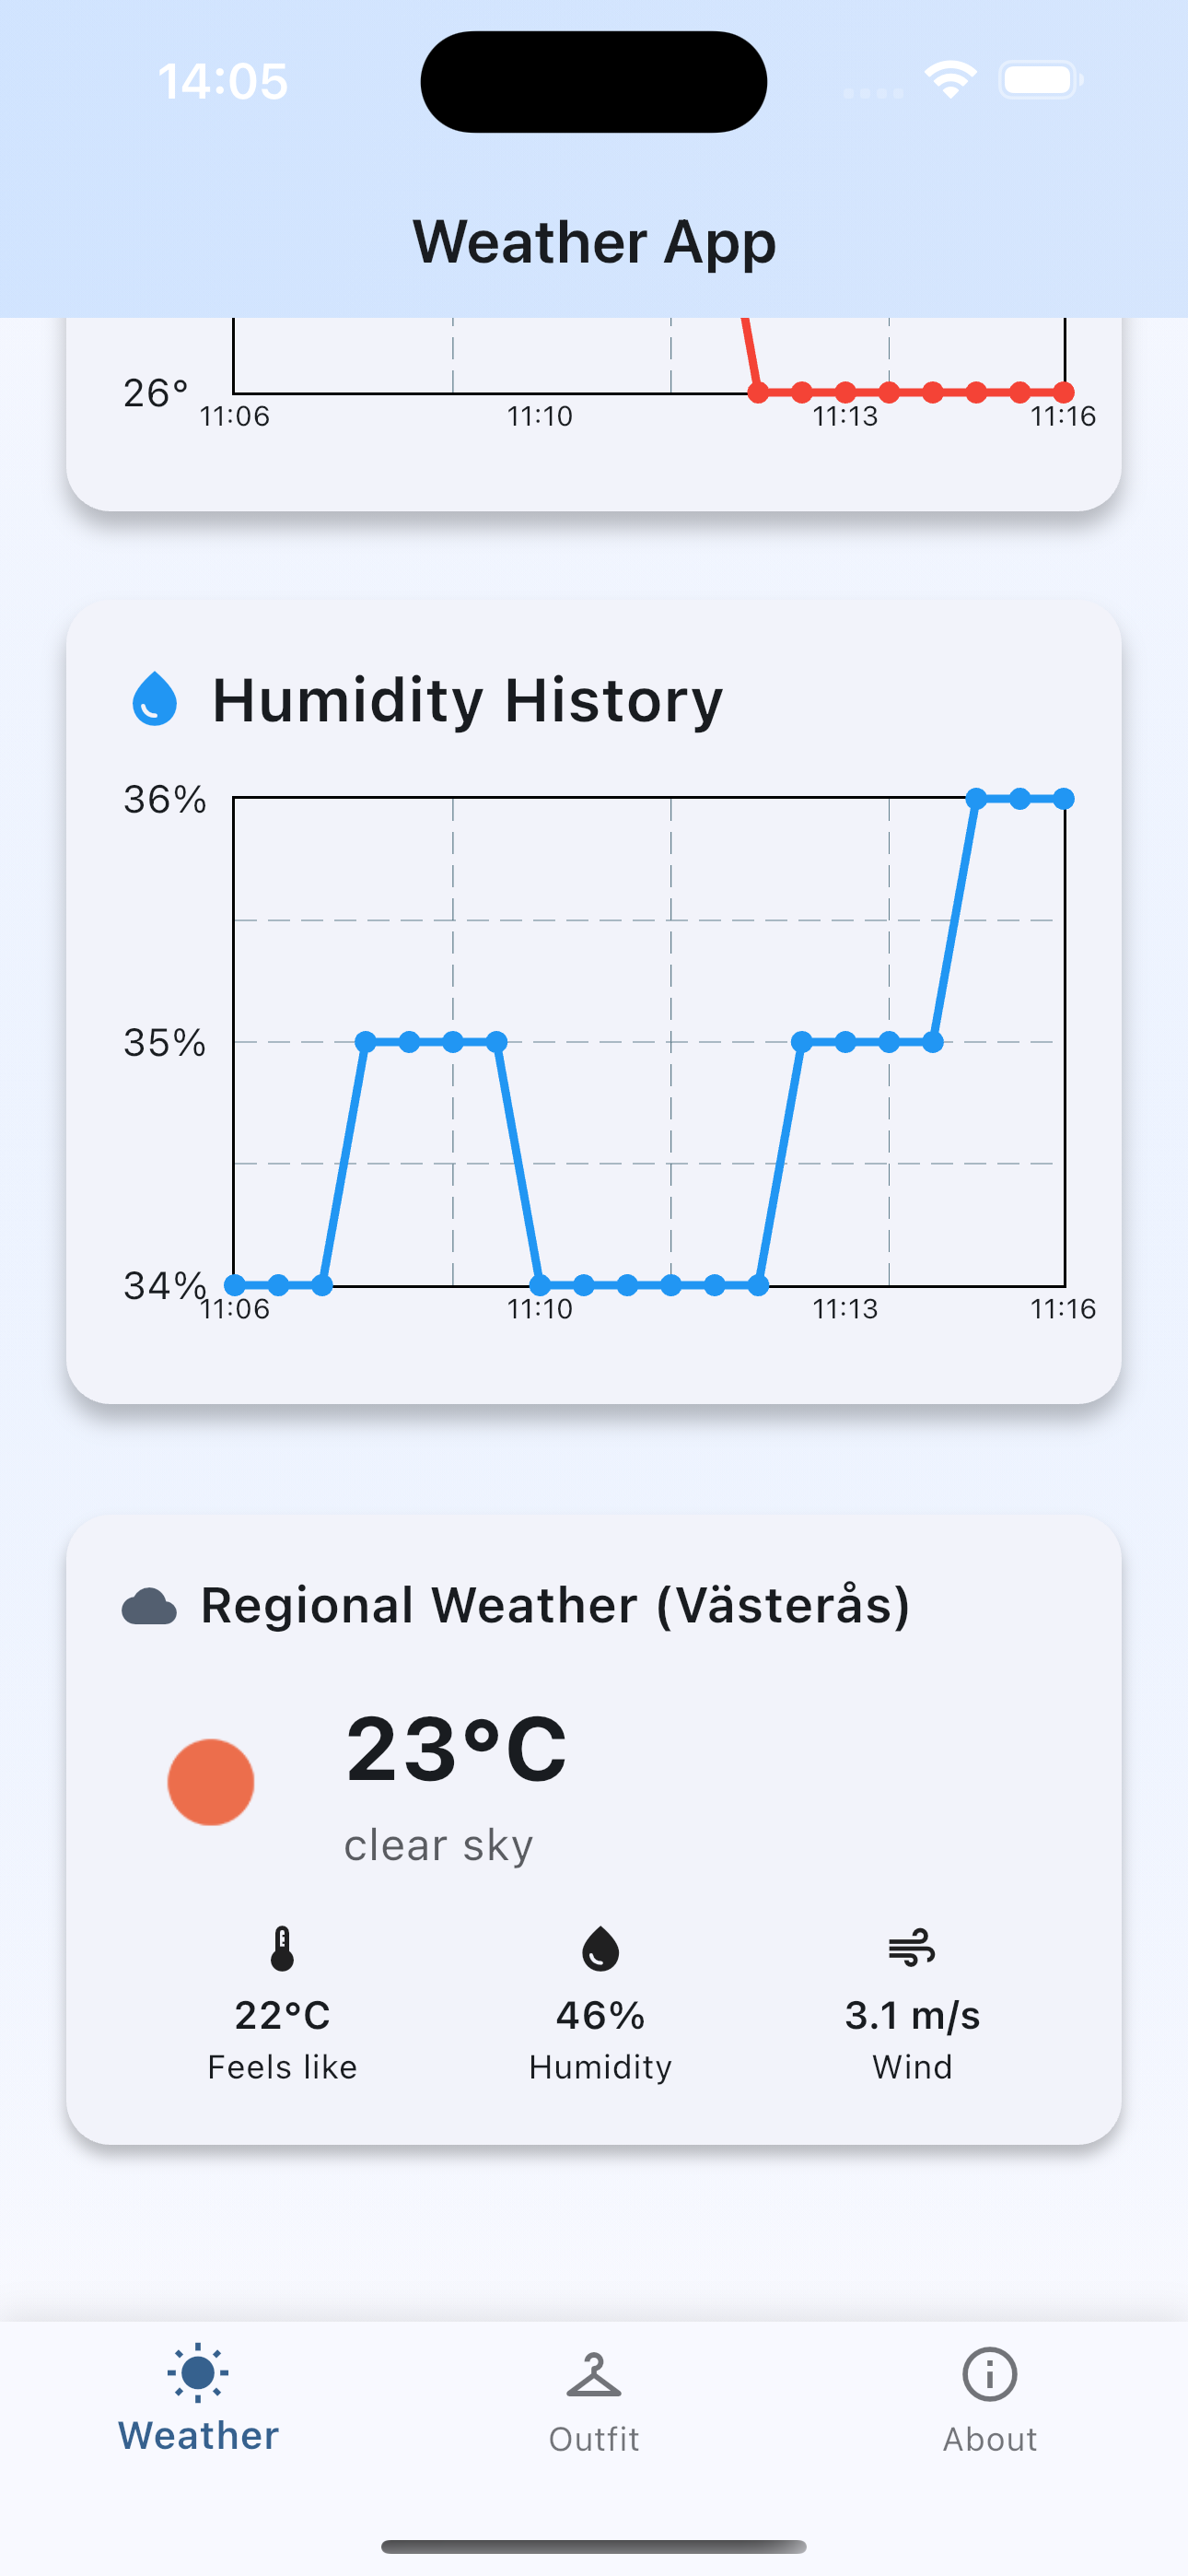 14:05
Weather App
26°
11:06 11:10 11:13 11:16
Humidity History
36%
35%
34%
11:06 11:10 11:13 11:16
Regional Weather (Västerås)
23°C
clear sky
22°C 46% 3.1 m/s
Feels like Humidity Wind
Weather Outfit About